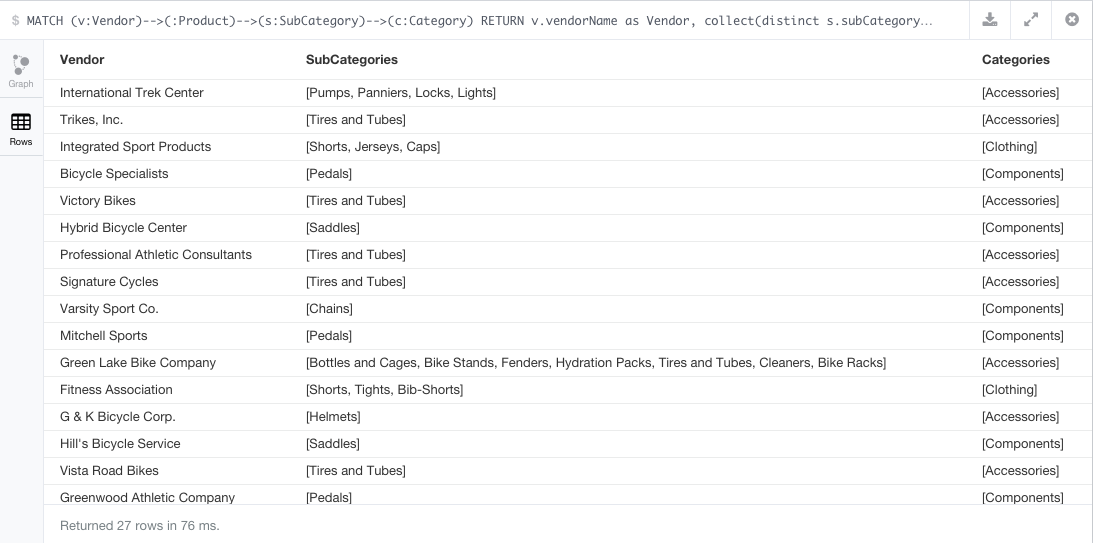 $ MATCH (v:Vendor)-->(:Product)-->(s:SubCategory)-->(c:Category) RETURN v.vendorName as Vendor, collect(distinct s.subCategory...
Graph
Rows
Vendor SubCategories Categories
International Trek Center [Pumps, Panniers, Locks, Lights] [Accessories]
Trikes, Inc. [Tires and Tubes] [Accessories]
Integrated Sport Products [Shorts, Jerseys, Caps] [Clothing]
Bicycle Specialists [Pedals] [Components]
Victory Bikes [Tires and Tubes] [Accessories]
Hybrid Bicycle Center [Saddles] [Components]
Professional Athletic Consultants [Tires and Tubes] [Accessories]
Signature Cycles [Tires and Tubes] [Accessories]
Varsity Sport Co. [Chains] [Components]
Mitchell Sports [Pedals] [Components]
Green Lake Bike Company [Bottles and Cages, Bike Stands, Fenders, Hydration Packs, Tires and Tubes, Cleaners, Bike Racks] [Accessories]
Fitness Association [Shorts, Tights, Bib-Shorts] [Clothing]
G & K Bicycle Corp. [Helmets] [Accessories]
Hill's Bicycle Service [Saddles] [Components]
Vista Road Bikes [Tires and Tubes] [Accessories]
Greenwood Athletic Company [Pedals] [Components]
Returned 27 rows in 76 ms.